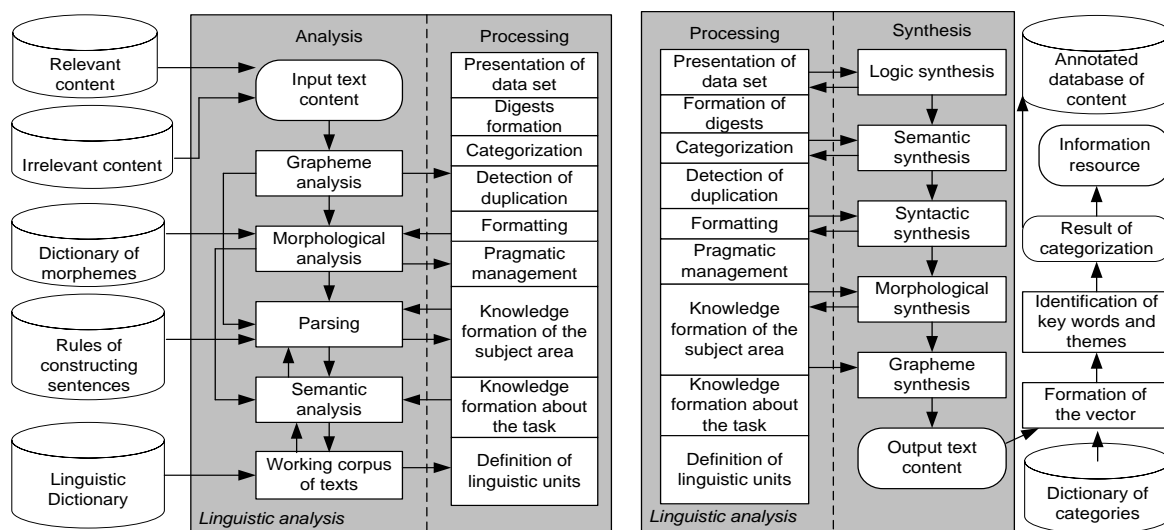 Relevant
content
Irrelevant content
Dictionary of
morphemes
Rules of
constructing
sentences
Linguistic
Dictionary
Analysis
Input text
content
Grapheme
analysis
Morphological
analysis
Parsing
Semantic
analysis
Working corpus
of texts
Linguistic analysis
Processing
Presentation of
data set
Digests
formation
Categorization
Detection of
duplication
Formatting
Pragmatic
management
Knowledge
formation of the
subject area
Knowledge
formation about
the task
Definition of
linguistic units
Processing
Presentation of
data set
Formation of
digests
Categorization
Detection of
duplication
Formatting
Pragmatic
management
Knowledge
formation of the
subject area
Knowledge
formation about
the task
Definition of
linguistic units
Linguistic analysis
Synthesis
Logic synthesis
Semantic
synthesis
Syntactic
synthesis
Morphological
synthesis
Grapheme
synthesis
Output text
content
Annotated
database of
content
Information
resource
Result of
categorization
Identification of
key words and
themes
Formation of
the vector
Dictionary of
categories